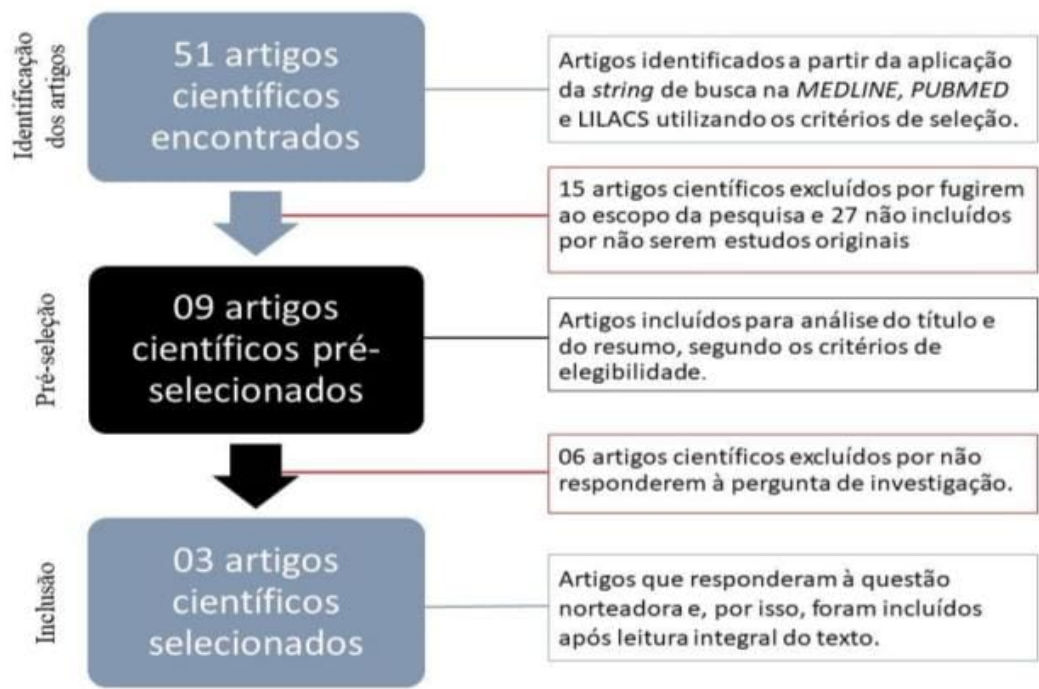 Identificação
dos artigos
51 artigos
científicos
encontrados
Artigos identificados a partir da aplicação
da string de busca na MEDLINE, PUBMED
e LILACS utilizando os critérios de seleção.
15 artigos científicos excluídos por fugirem
ao escopo da pesquisa e 27 não incluídos
por não serem estudos originais
Pré-seleção
09 artigos
científicos pré-
selecionados
Artigos incluídos para análise do título e
do resumo, segundo os critérios de
elegibilidade.
06 artigos científicos excluídos por não
responderem à pergunta de investigação.
Inclusão
03 artigos
científicos
selecionados
Artigos que responderam à questão
norteadora e, por isso, foram incluídos
após leitura integral do texto.